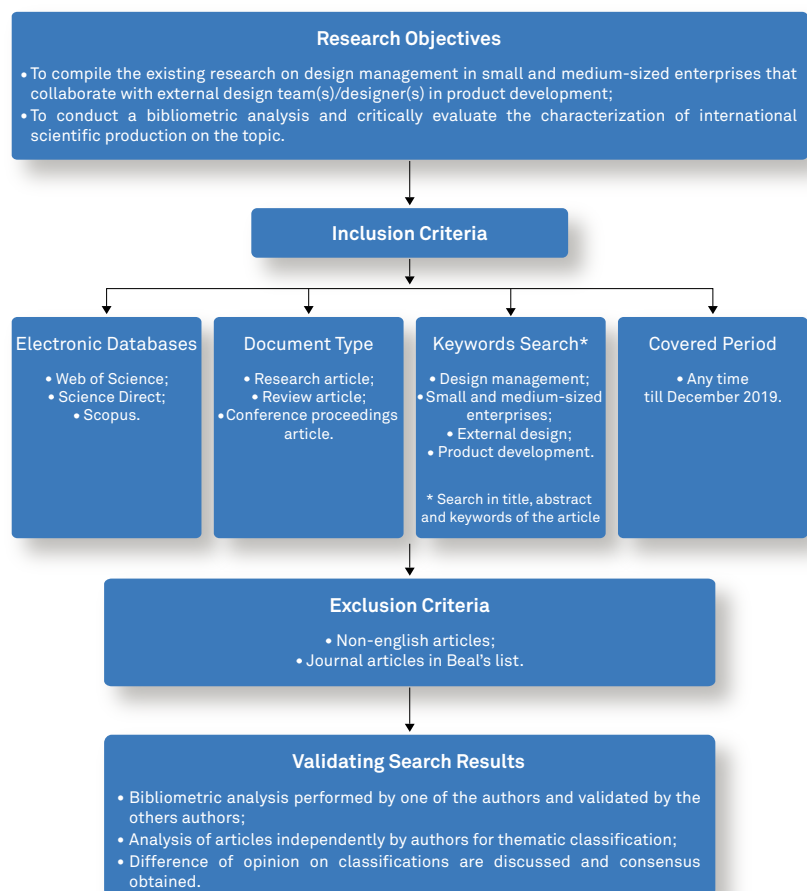 Research Objectives
• To compile the existing research on design management in small and medium-sized enterprises that
collaborate with external design team(s)/designer(s) in product development;
• To conduct a bibliometric analysis and critically evaluate the characterization of international
scientific production on the topic.
Inclusion Criteria
Electronic Databases
• Web of Science;
• Science Direct;
• Scopus.
Document Type
• Research article;
• Review article;
• Conference proceedings
article.
Keywords Search*
• Design management;
• Small and medium-sized
enterprises;
• External design;
• Product development.
* Search in title, abstract
and keywords of the article
Covered Period
• Any time
till December 2019.
Exclusion Criteria
• Non-english articles;
• Journal articles in Beal's list.
Validating Search Results
• Bibliometric analysis performed by one of the authors and validated by the
others authors;
• Analysis of articles independently by authors for thematic classification;
• Difference of opinion on classifications are discussed and consensus
obtained.